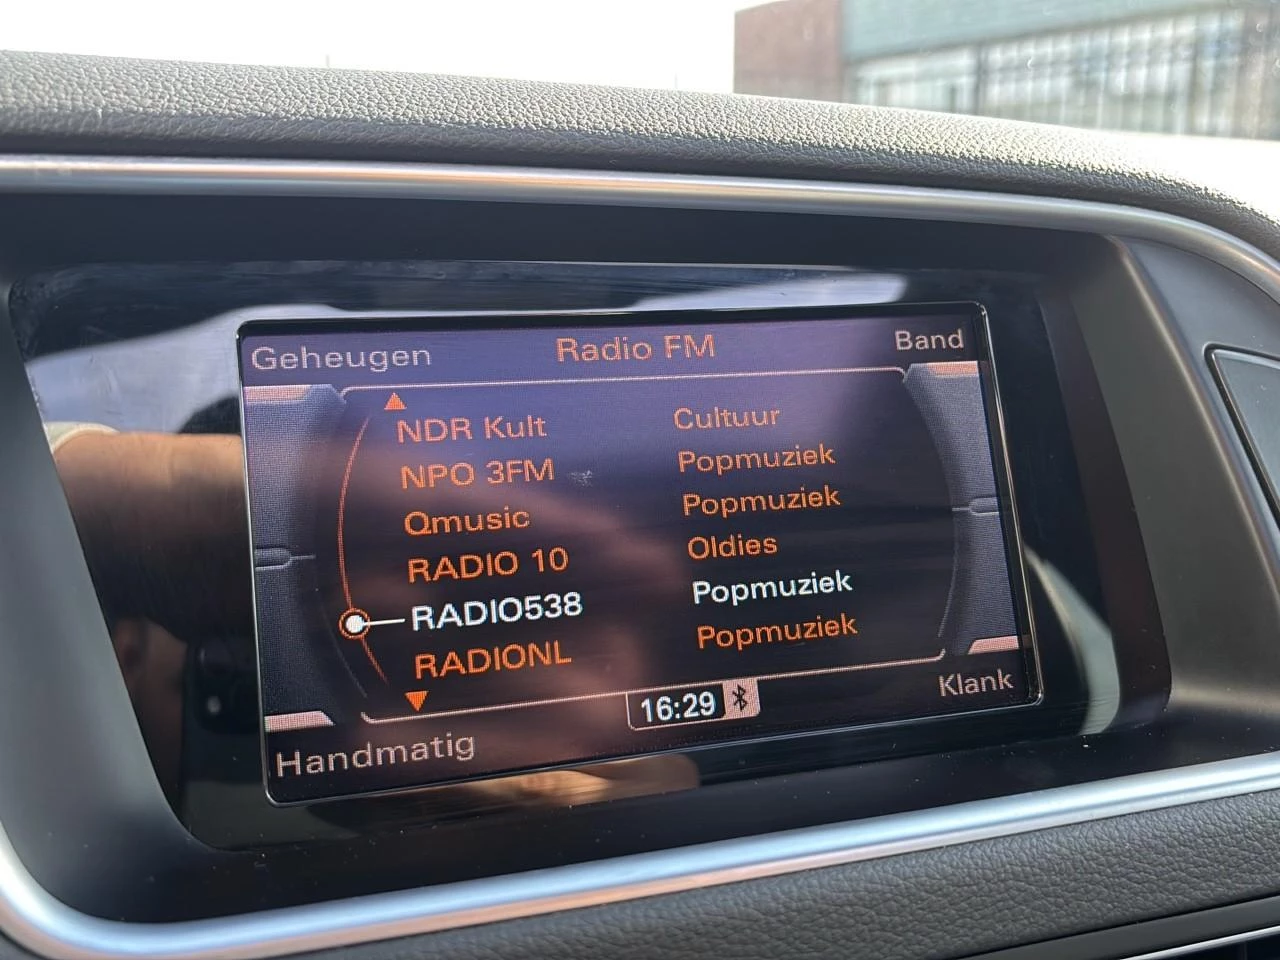 Geheugen Radio FM Band
NDR Kult Cultuur
NPO 3FM Popmuziek
Qmusic Popmuziek
RADIO 10 Oldies
RADIO538 Popmuziek
RADIONL Popmuziek
Handmatig 16:29 Klank